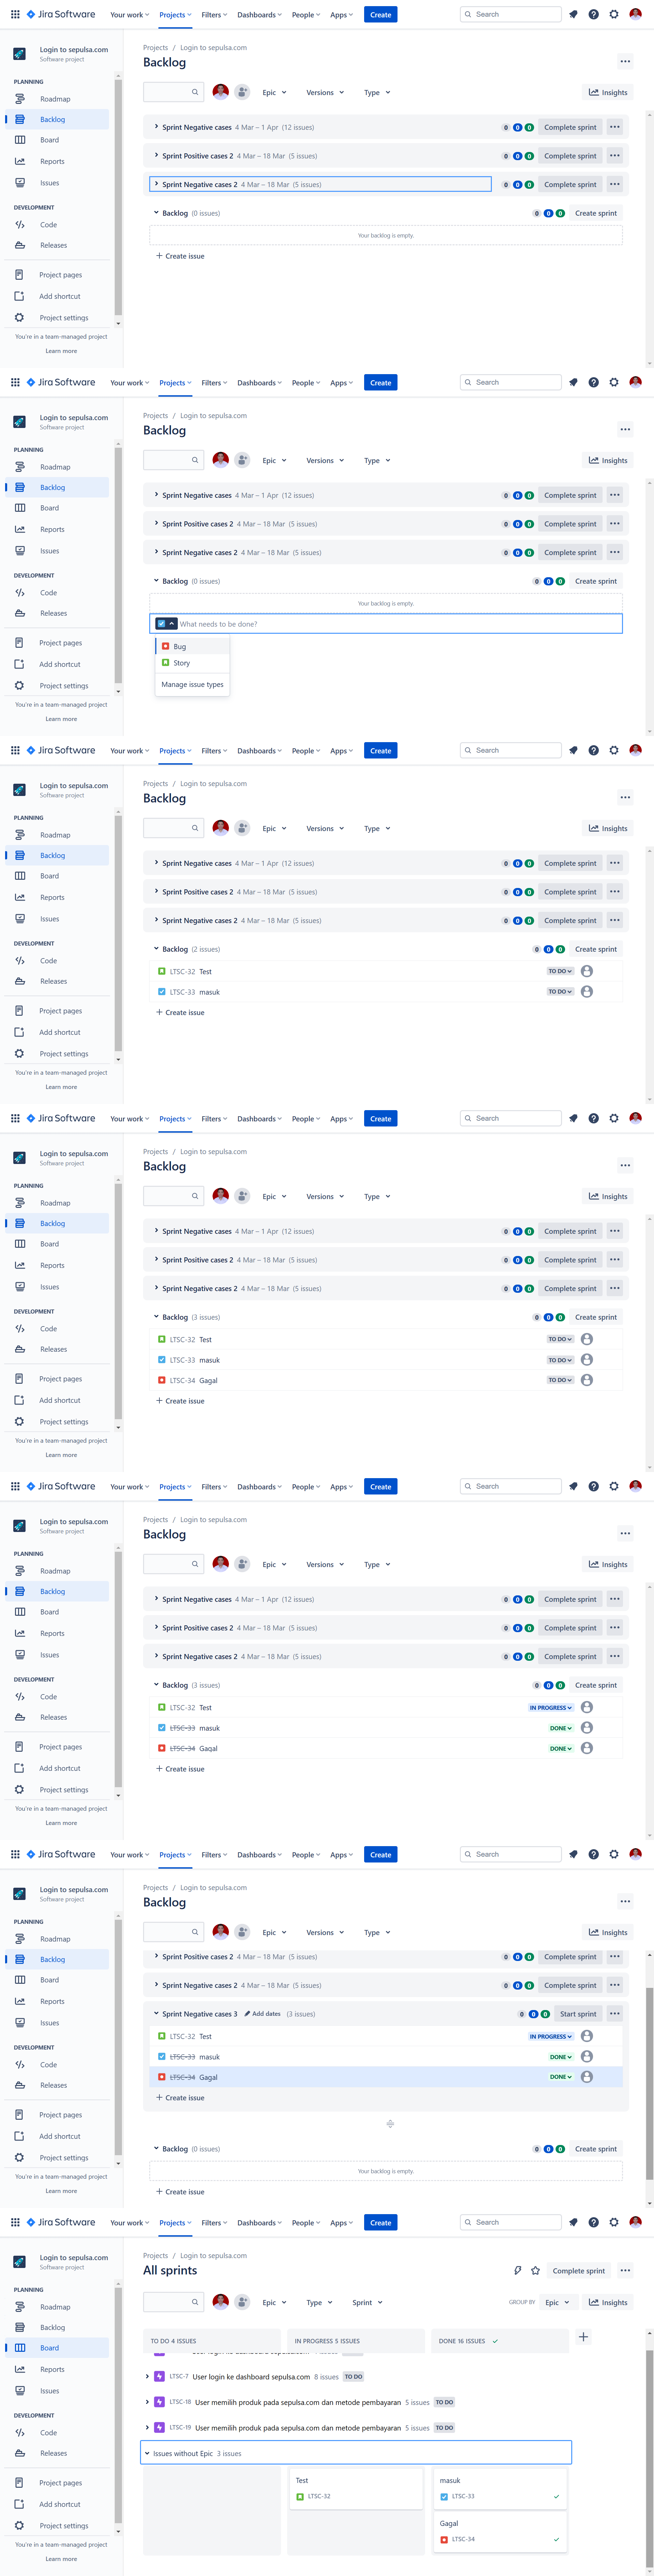 Jira Software Your work Projects Filters Dashboards People Apps Create Search
Login to sepulsa.com
Software project
PLANNING
Roadmap
Backlog
Board
Reports
Issues
DEVELOPMENT
Code
Releases
Project pages
Add shortcut
Project settings
You're in a team-managed project
Learn more
Projects / Login to sepulsa.com
Backlog
Epic Versions Type Insights
Sprint Negative cases 4 Mar – 1 Apr (12 issues) 0 0 0 Complete sprint
Sprint Positive cases 2 4 Mar – 18 Mar (5 issues) 0 0 0 Complete sprint
Sprint Negative cases 2 4 Mar – 18 Mar (5 issues) 0 0 0 Complete sprint
Backlog (0 issues) 0 0 0 Create sprint
Your backlog is empty.
+ Create issue
Jira Software Your work Projects Filters Dashboards People Apps Create Search
Login to sepulsa.com
Software project
PLANNING
Roadmap
Backlog
Board
Reports
Issues
DEVELOPMENT
Code
Releases
Project pages
Add shortcut
Project settings
You're in a team-managed project
Learn more
Projects / Login to sepulsa.com
Backlog
Epic Versions Type Insights
Sprint Negative cases 4 Mar – 1 Apr (12 issues) 0 0 0 Complete sprint
Sprint Positive cases 2 4 Mar – 18 Mar (5 issues) 0 0 0 Complete sprint
Sprint Negative cases 2 4 Mar – 18 Mar (5 issues) 0 0 0 Complete sprint
Backlog (0 issues) 0 0 0 Create sprint
Your backlog is empty.
What needs to be done?
Bug
Story
Manage issue types
Jira Software Your work Projects Filters Dashboards People Apps Create Search
Login to sepulsa.com
Software project
PLANNING
Roadmap
Backlog
Board
Reports
Issues
DEVELOPMENT
Code
Releases
Project pages
Add shortcut
Project settings
You're in a team-managed project
Learn more
Projects / Login to sepulsa.com
Backlog
Epic Versions Type Insights
Sprint Negative cases 4 Mar – 1 Apr (12 issues) 0 0 0 Complete sprint
Sprint Positive cases 2 4 Mar – 18 Mar (5 issues) 0 0 0 Complete sprint
Sprint Negative cases 2 4 Mar – 18 Mar (5 issues) 0 0 0 Complete sprint
Backlog (2 issues) 0 0 0 Create sprint
LTSC-32 Test TO DO
LTSC-33 masuk TO DO
+ Create issue
Jira Software Your work Projects Filters Dashboards People Apps Create Search
Login to sepulsa.com
Software project
PLANNING
Roadmap
Backlog
Board
Reports
Issues
DEVELOPMENT
Code
Releases
Project pages
Add shortcut
Project settings
You're in a team-managed project
Learn more
Projects / Login to sepulsa.com
Backlog
Epic Versions Type Insights
Sprint Negative cases 4 Mar – 1 Apr (12 issues) 0 0 0 Complete sprint
Sprint Positive cases 2 4 Mar – 18 Mar (5 issues) 0 0 0 Complete sprint
Sprint Negative cases 2 4 Mar – 18 Mar (5 issues) 0 0 0 Complete sprint
Backlog (3 issues) 0 0 0 Create sprint
LTSC-32 Test TO DO
LTSC-33 masuk TO DO
LTSC-34 Gagal TO DO
+ Create issue
Jira Software Your work Projects Filters Dashboards People Apps Create Search
Login to sepulsa.com
Software project
PLANNING
Roadmap
Backlog
Board
Reports
Issues
DEVELOPMENT
Code
Releases
Project pages
Add shortcut
Project settings
You're in a team-managed project
Learn more
Projects / Login to sepulsa.com
Backlog
Epic Versions Type Insights
Sprint Negative cases 4 Mar – 1 Apr (12 issues) 0 0 0 Complete sprint
Sprint Positive cases 2 4 Mar – 18 Mar (5 issues) 0 0 0 Complete sprint
Sprint Negative cases 2 4 Mar – 18 Mar (5 issues) 0 0 0 Complete sprint
Backlog (3 issues) 0 0 0 Create sprint
LTSC-32 Test IN PROGRESS
LTSC-33 masuk DONE
LTSC-34 Gagal DONE
+ Create issue
Jira Software Your work Projects Filters Dashboards People Apps Create Search
Login to sepulsa.com
Software project
PLANNING
Roadmap
Backlog
Board
Reports
Issues
DEVELOPMENT
Code
Releases
Project pages
Add shortcut
Project settings
You're in a team-managed project
Learn more
Projects / Login to sepulsa.com
Backlog
Epic Versions Type Insights
Sprint Positive cases 2 4 Mar – 18 Mar (5 issues) 0 0 0 Complete sprint
Sprint Negative cases 2 4 Mar – 18 Mar (5 issues) 0 0 0 Complete sprint
Sprint Negative cases 3 Add dates (3 issues) 0 0 0 Start sprint
LTSC-32 Test IN PROGRESS
LTSC-33 masuk DONE
LTSC-34 Gagal DONE
+ Create issue
Backlog (0 issues) 0 0 0 Create sprint
Your backlog is empty.
+ Create issue
Jira Software Your work Projects Filters Dashboards People Apps Create Search
Login to sepulsa.com
Software project
PLANNING
Roadmap
Backlog
Board
Reports
Issues
DEVELOPMENT
Code
Releases
Project pages
Add shortcut
Project settings
You're in a team-managed project
Learn more
Projects / Login to sepulsa.com
All sprints Complete sprint
Epic Type Sprint GROUP BY Epic Insights
TO DO 4 ISSUES IN PROGRESS 5 ISSUES DONE 16 ISSUES
LTSC-7 User login ke dashboard sepulsa.com 8 issues TO DO
LTSC-18 User memilih produk pada sepulsa.com dan metode pembayaran 5 issues TO DO
LTSC-19 User memilih produk pada sepulsa.com dan metode pembayaran 5 issues TO DO
Issues without Epic 3 issues
Test
LTSC-32
masuk
LTSC-33
Gagal
LTSC-34